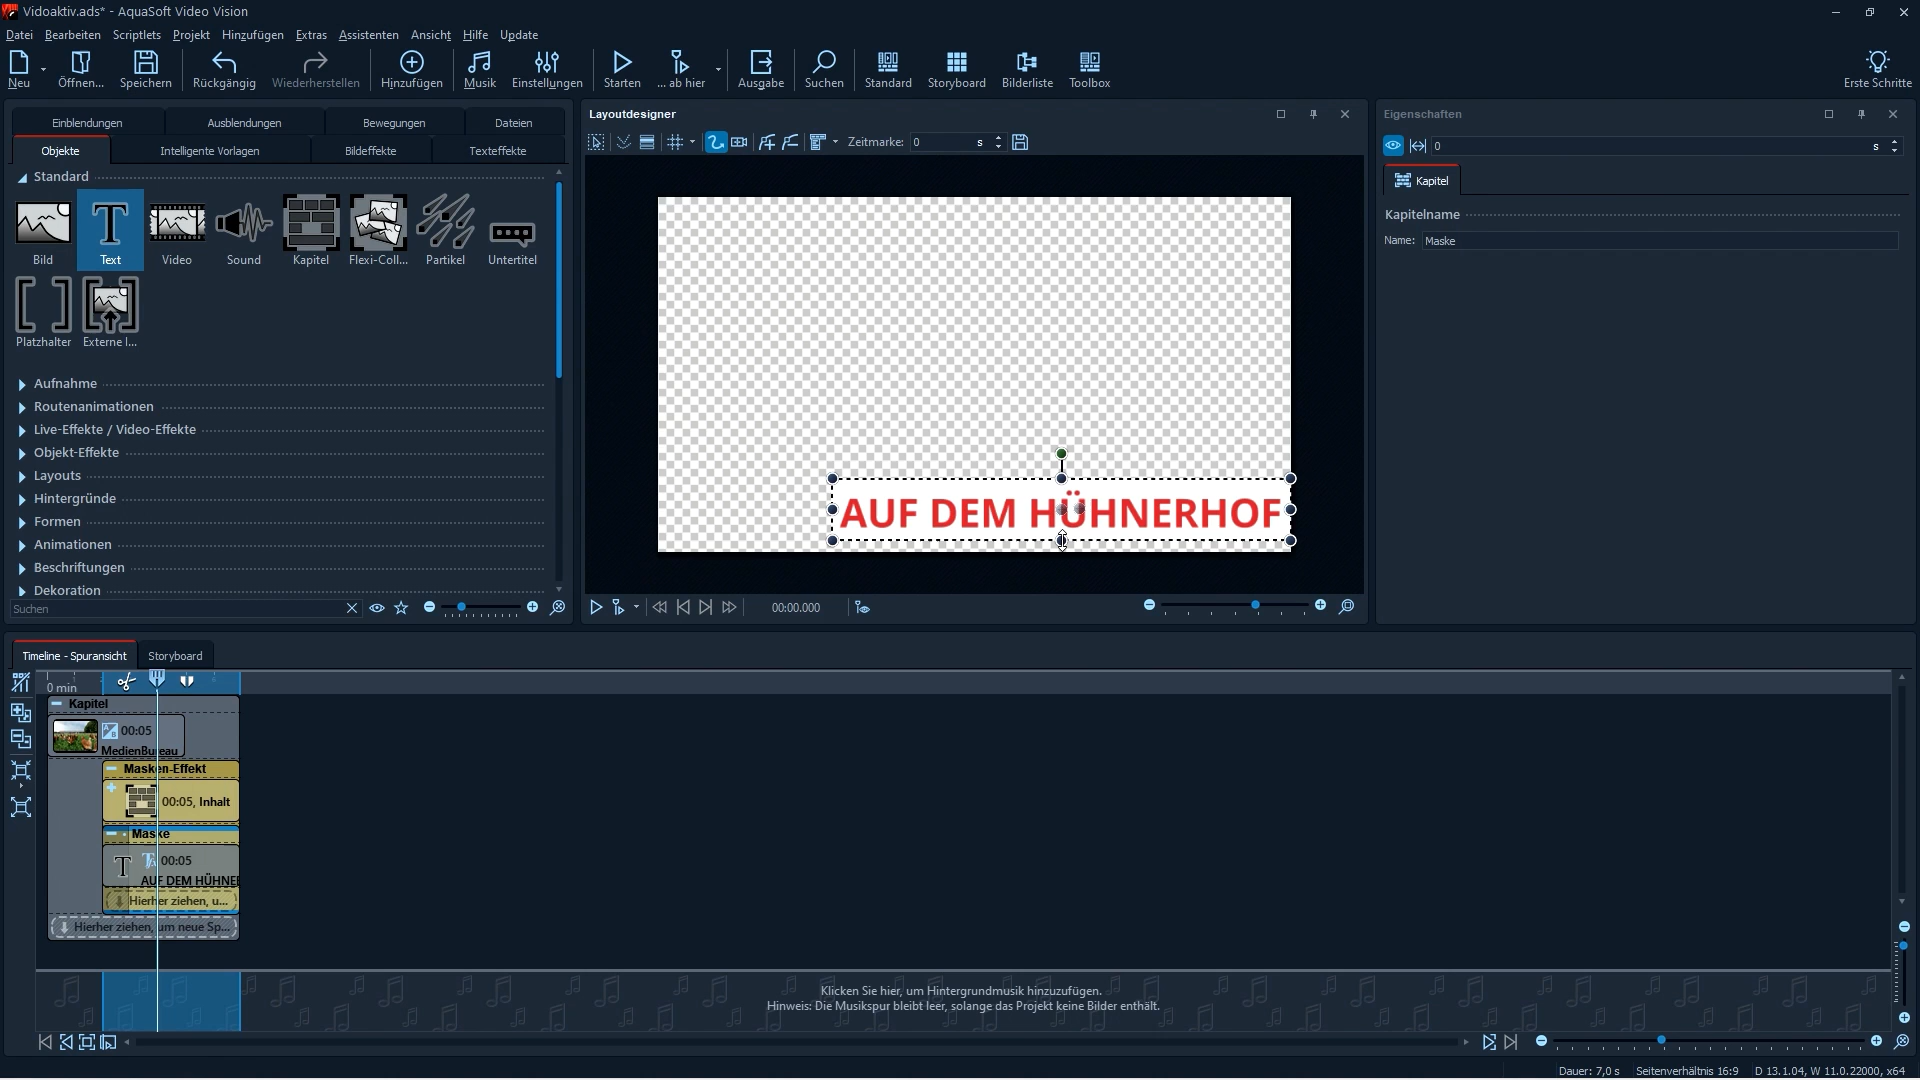 Vidoaktiv.ads* - AquaSoft Video Vision
Datei Bearbeiten Scriptlets Projekt Hinzufügen Extras Assistenten Ansicht Hilfe Update
Neu Öffnen... Speichern Rückgängig Wiederherstellen Hinzufügen Musik Einstellungen Starten ... ab hier Ausgabe Suchen Standard Storyboard Bilderliste Toolbox Erste Schritte
Einblendungen Ausblendungen Bewegungen Dateien
Objekte Intelligente Vorlagen Bildeffekte Texteffekte
Standard
Bild Text Video Sound Kapitel Flexi-Coll... Partikel Untertitel
Platzhalter Externe I...
Aufnahme
Routenanimationen
Live-Effekte / Video-Effekte
Objekt-Effekte
Layouts
Hintergründe
Formen
Animationen
Beschriftungen
Dekoration
Suchen
Layoutdesigner
Zeitmarke: 0 s
AUF DEM HÜHNERHOF
00:00.000
Eigenschaften
0 s
Kapitel
Kapitelname
Name: Maske
Timeline - Spuransicht Storyboard
0 min
Kapitel
00:05
MedienBureau
Masken-Effekt
00:05, Inhalt
Maske
00:05
AUF DEM HÜHNE
Hierher ziehen, u...
Hierher ziehen, um neue Sp...
Klicken Sie hier, um Hintergrundmusik hinzuzufügen.
Hinweis: Die Musikspur bleibt leer, solange das Projekt keine Bilder enthält.
Dauer: 7,0 s Seitenverhältnis 16:9 D 13.1.04, W 11.0.22000, x64